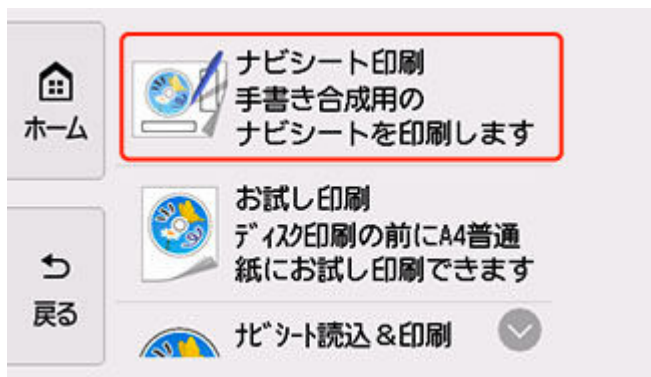 ホーム
戻る
ナビシート印刷
手書き合成用の
ナビシートを印刷します
お試し印刷
ディスク印刷の前にA4普通
紙にお試し印刷できます
ナビシート読込&印刷